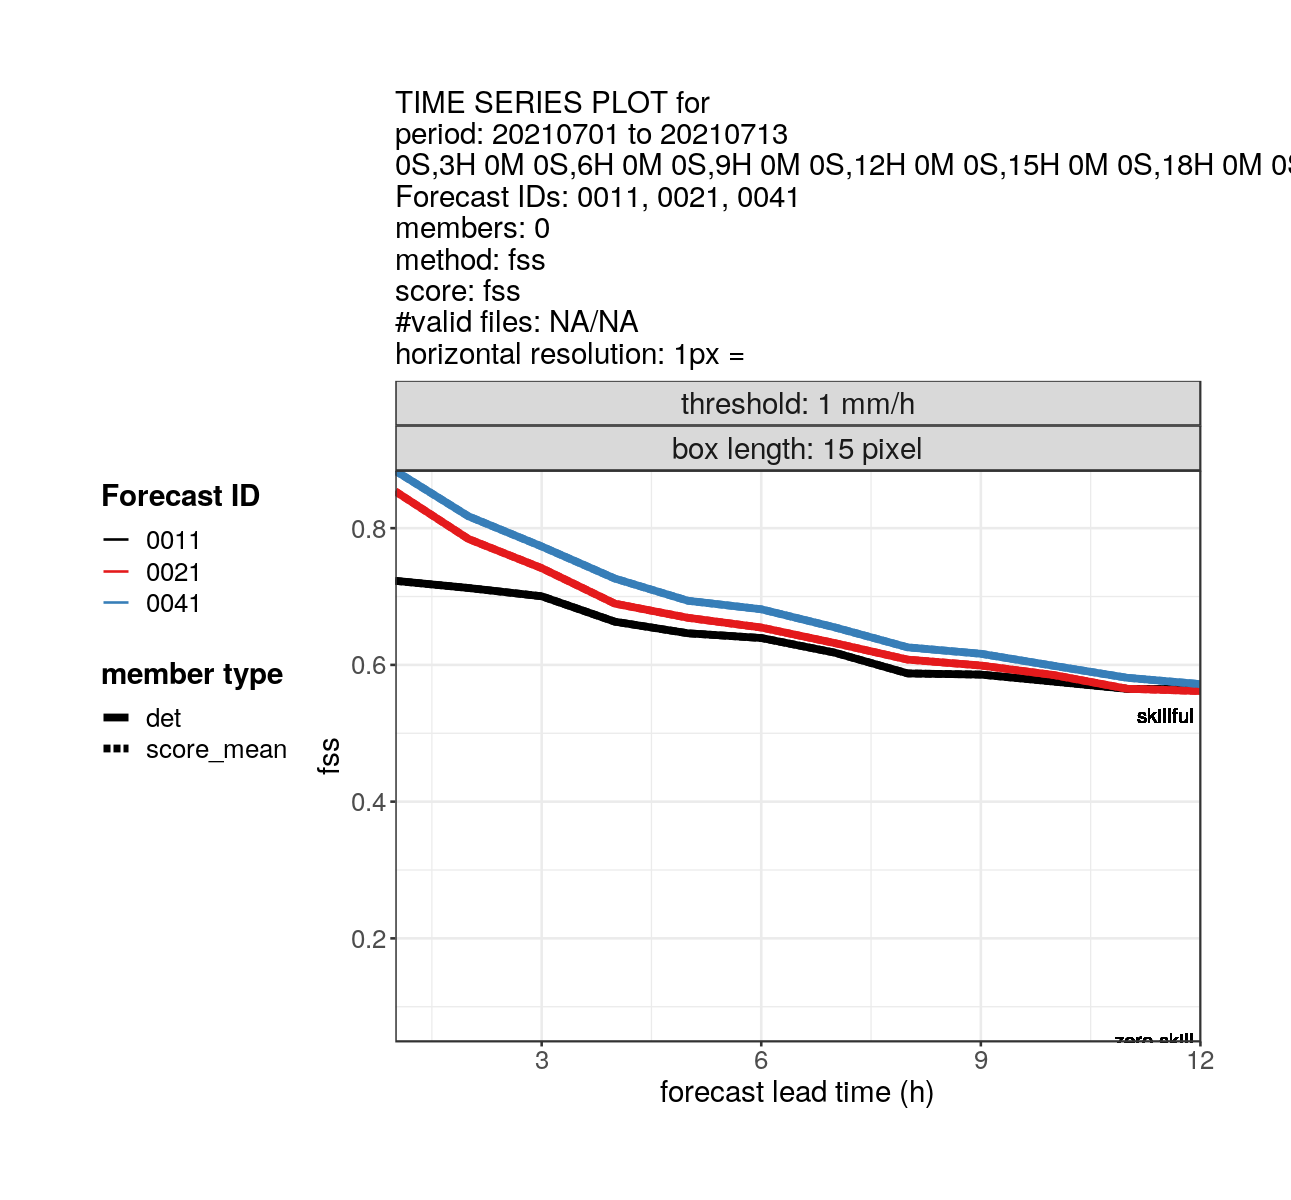 TIME SERIES PLOT for
period: 20210701 to 20210713
0S,3H 0M 0S,6H 0M 0S,9H 0M 0S,12H 0M 0S,15H 0M 0S,18H 0M 0S
Forecast IDs: 0011, 0021, 0041
members: 0
method: fss
score: fss
#valid files: NA/NA
horizontal resolution: 1px =
threshold: 1 mm/h
box length: 15 pixel
Forecast ID
0011
0021
0041
member type
det
score_mean
fss
0.8
0.6
0.4
0.2
skillful
zero skill
3
6
9
12
forecast lead time (h)